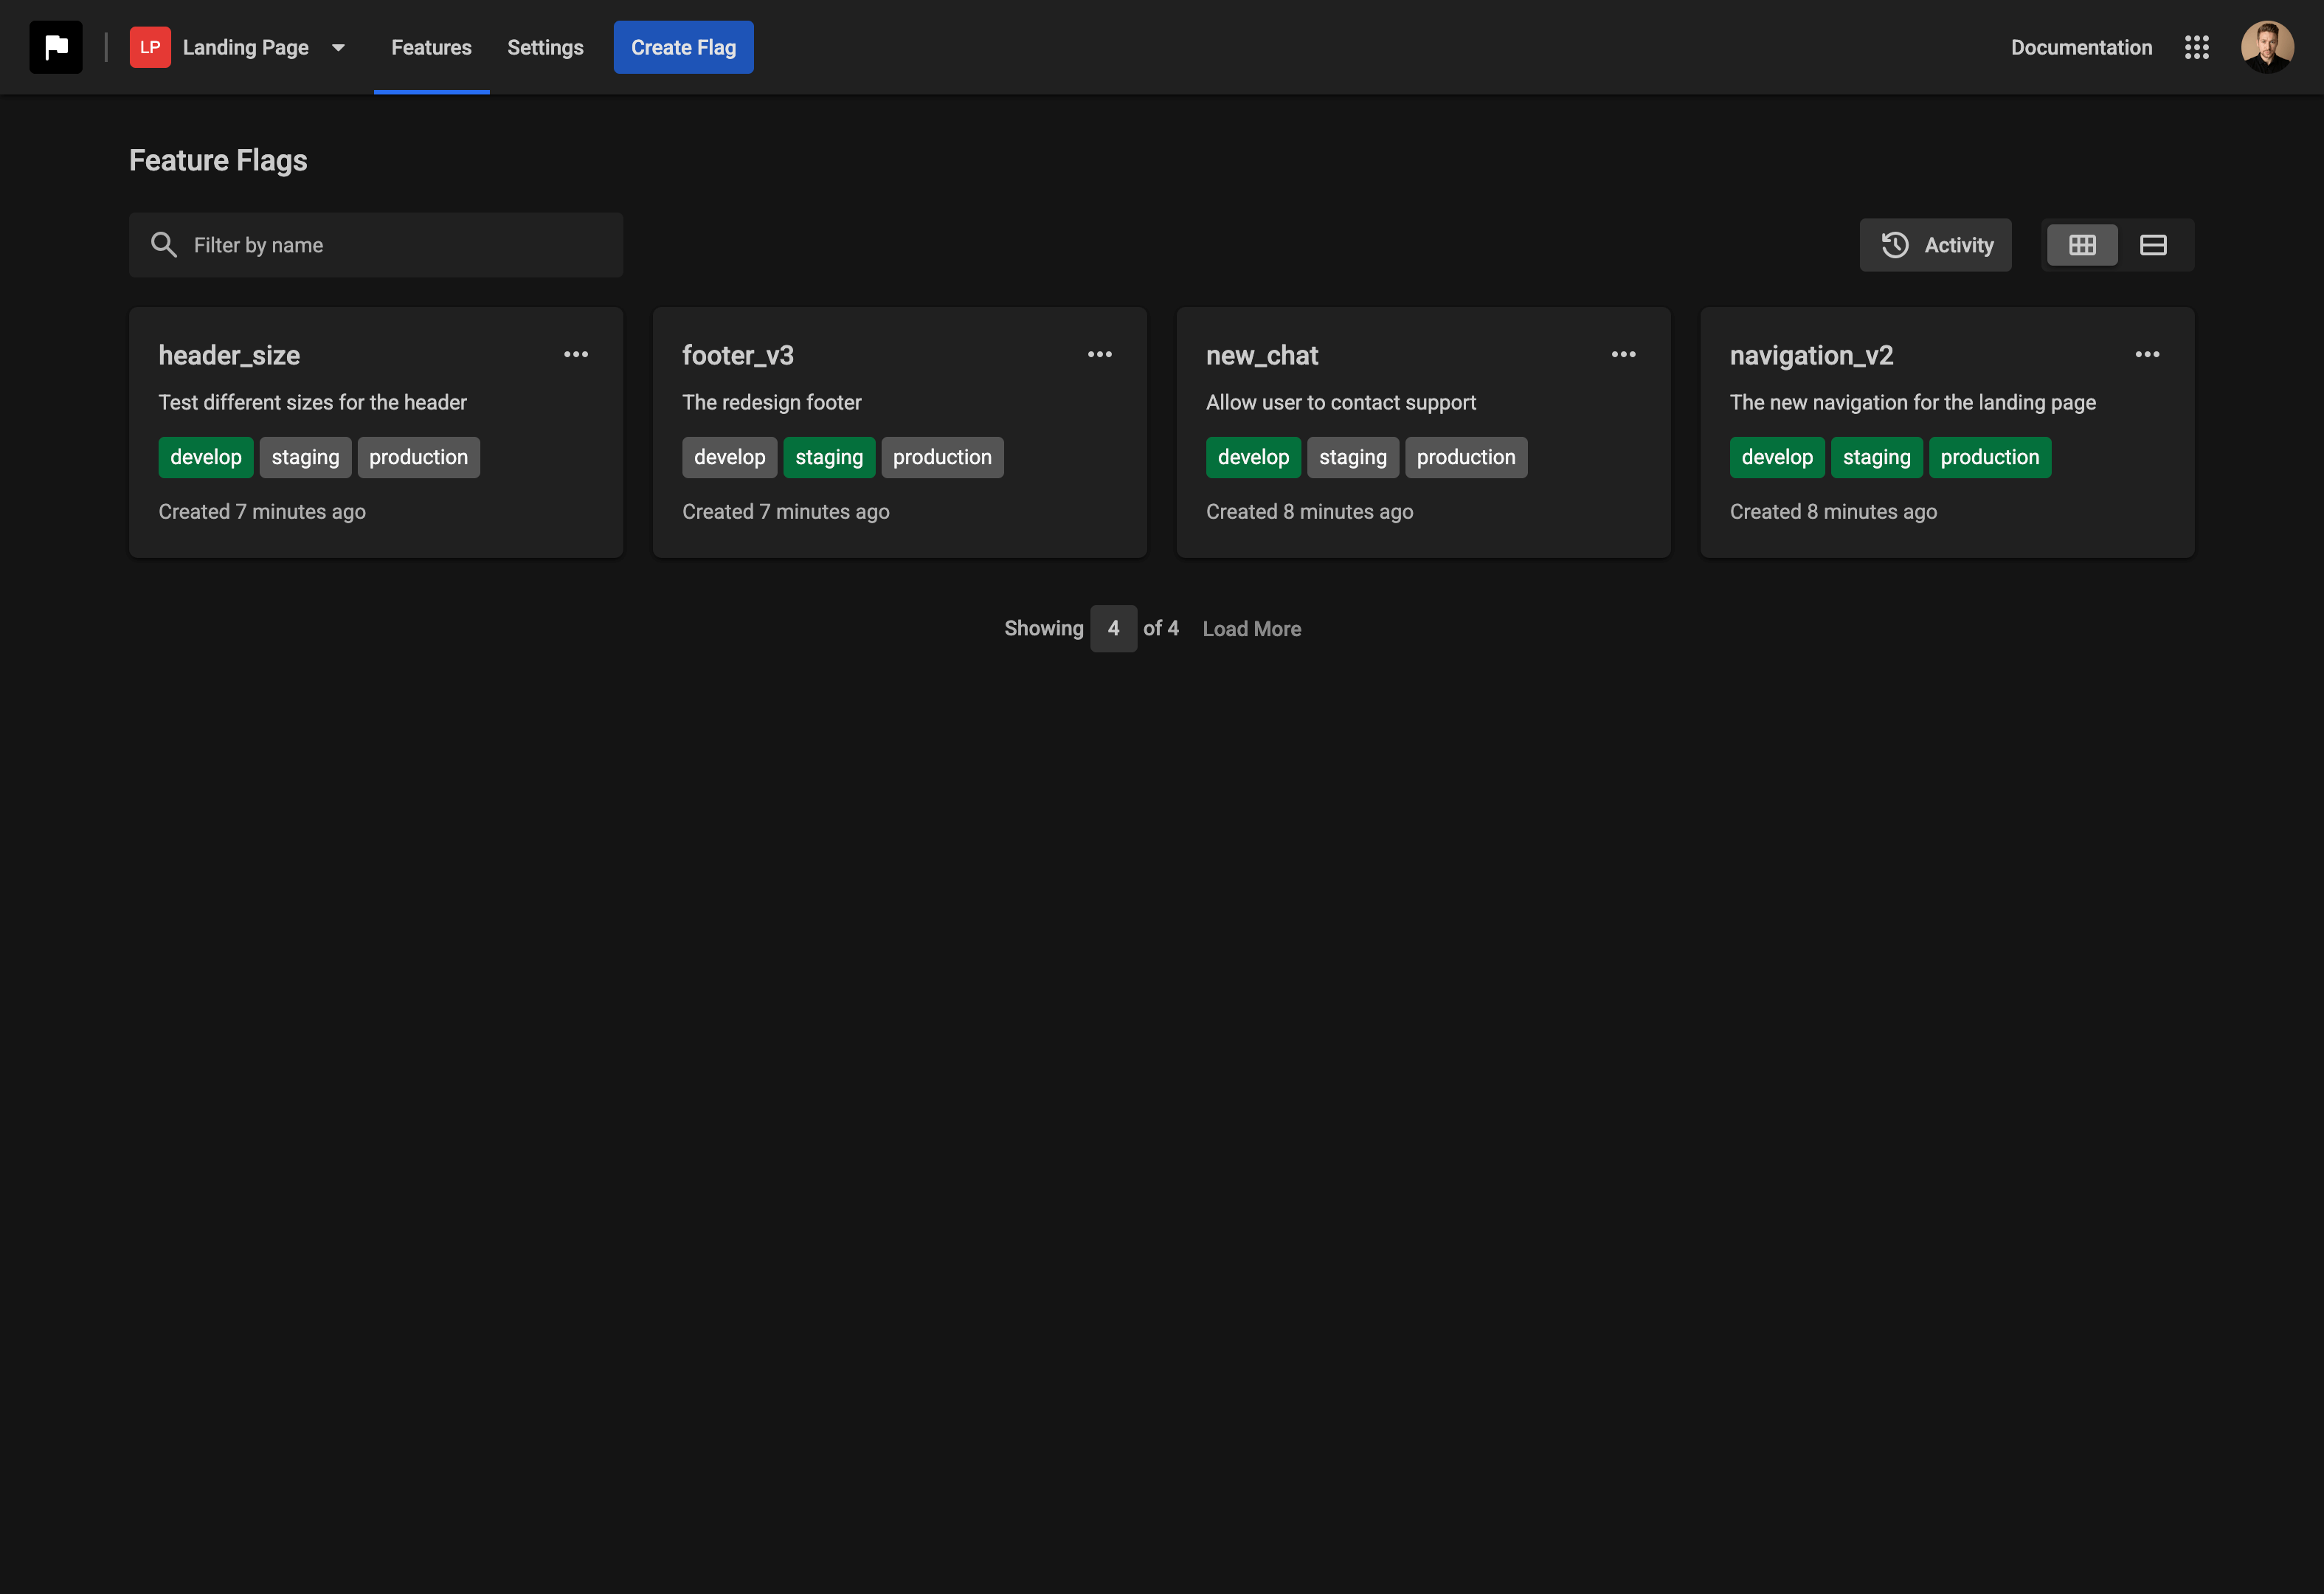 LP Landing Page Features Settings Create Flag Documentation
Feature Flags
Filter by name Activity
header_size
Test different sizes for the header
develop staging production
Created 7 minutes ago
footer_v3
The redesign footer
develop staging production
Created 7 minutes ago
new_chat
Allow user to contact support
develop staging production
Created 8 minutes ago
navigation_v2
The new navigation for the landing page
develop staging production
Created 8 minutes ago
Showing 4 of 4 Load More